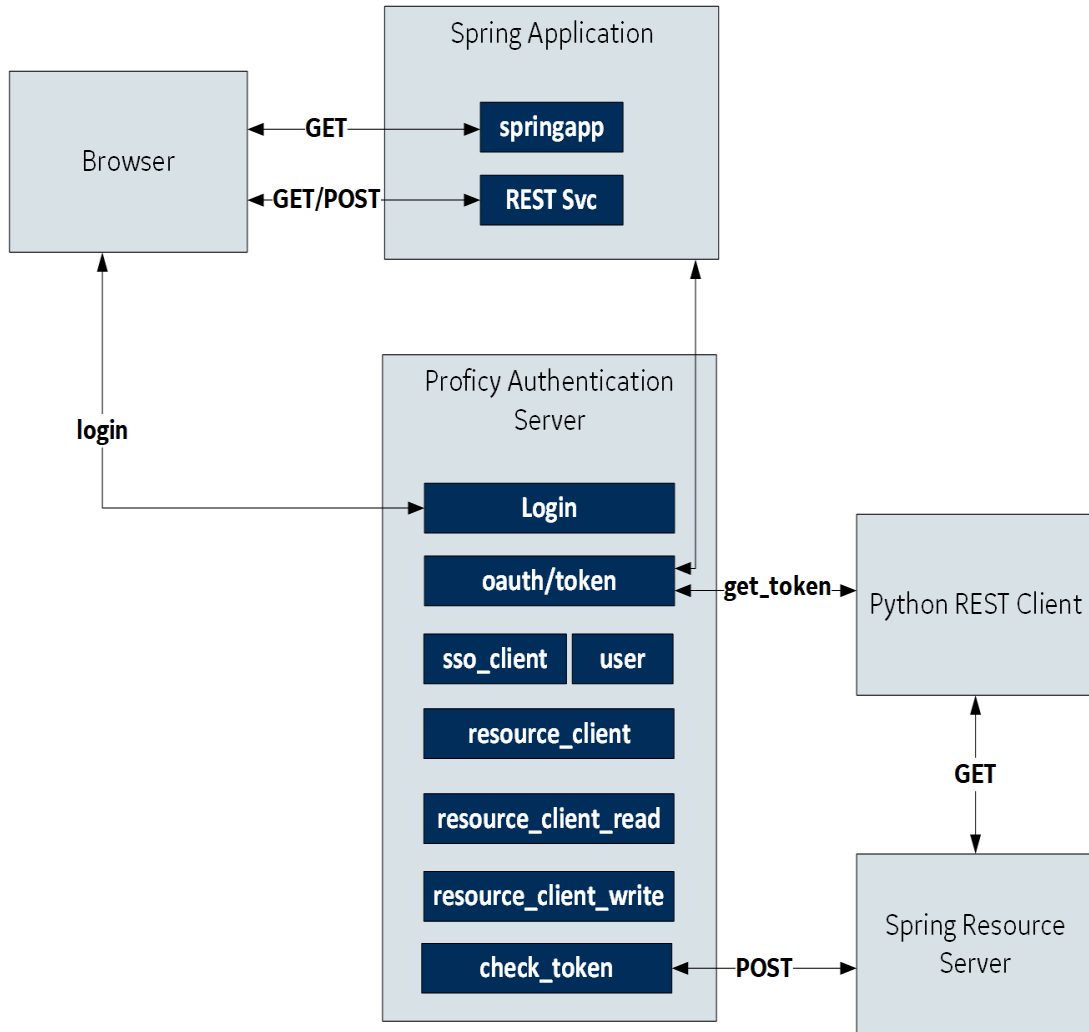 Spring Application
Browser
GET
springapp
GET/POST
REST Svc
login
Proficy Authentication
Server
Login
oauth/token
get_token
Python REST Client
sso_client
user
resource_client
GET
resource_client_read
resource_client_write
check_token
POST
Spring Resource
Server